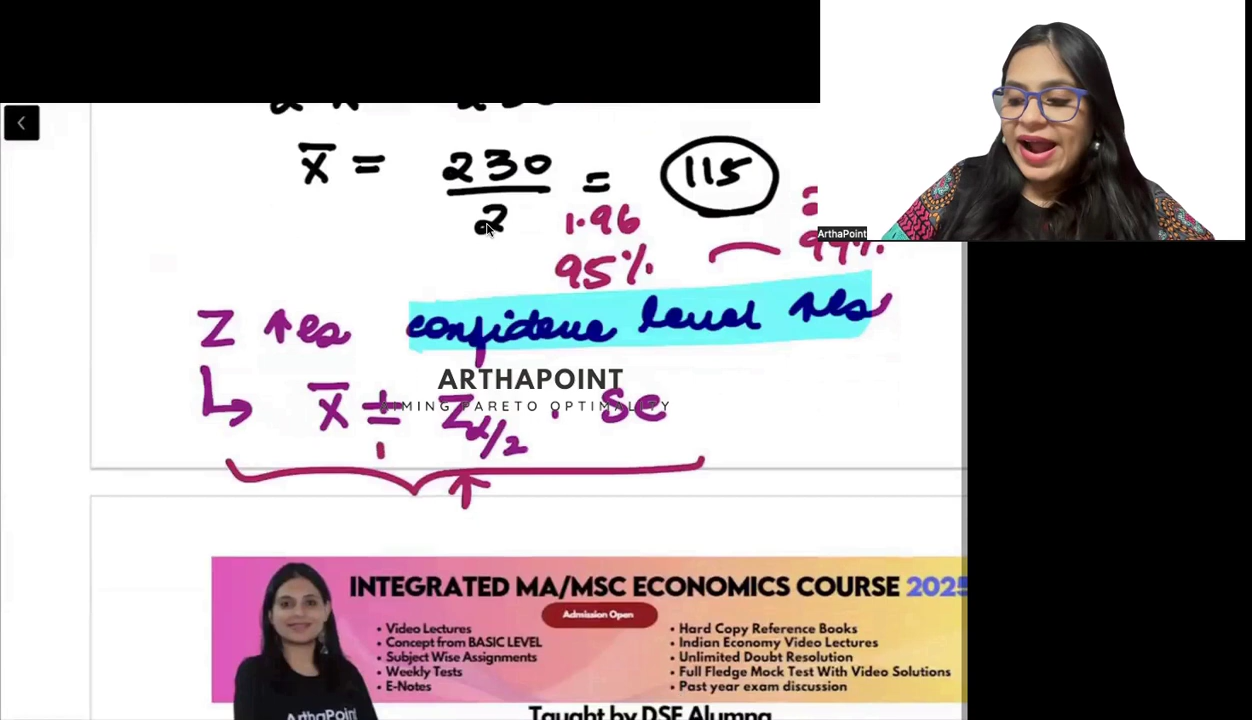 x̄ = 230/2 = 115
1.96
95%
99%
Z ↑es confidence level ↑es
x̄ ± Zα/2 . SE
ARTHAPOINT
AIMING PARETO OPTIMALITY
ArthaPoint
INTEGRATED MA/MSC ECONOMICS COURSE 2025
Admission Open
• Video Lectures
• Concept from BASIC LEVEL
• Subject Wise Assignments
• Weekly Tests
• E-Notes
• Hard Copy Reference Books
• Indian Economy Video Lectures
• Unlimited Doubt Resolution
• Full Fledge Mock Test With Video Solutions
• Past year exam discussion
ArthaPoint
Taught by DSE Alumna